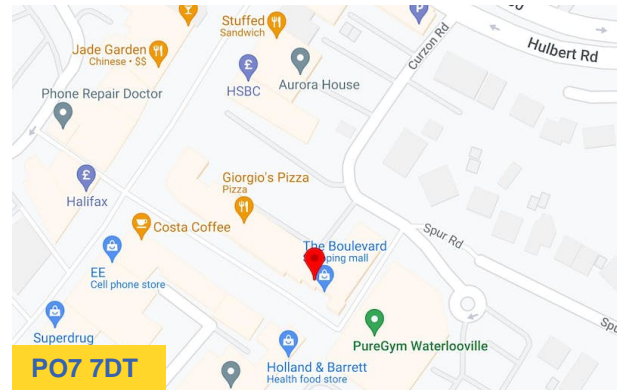 Stuffed
Sandwich
Jade Garden
Chinese • $$
Curzon Rd
Hulbert Rd
HSBC
Aurora House
Phone Repair Doctor
Giorgio's Pizza
Pizza
Halifax
Costa Coffee
Spur Rd
The Boulevard
pping mall
EE
Cell phone store
Superdrug
PureGym Waterlooville
Holland & Barrett
Health food store
PO7 7DT